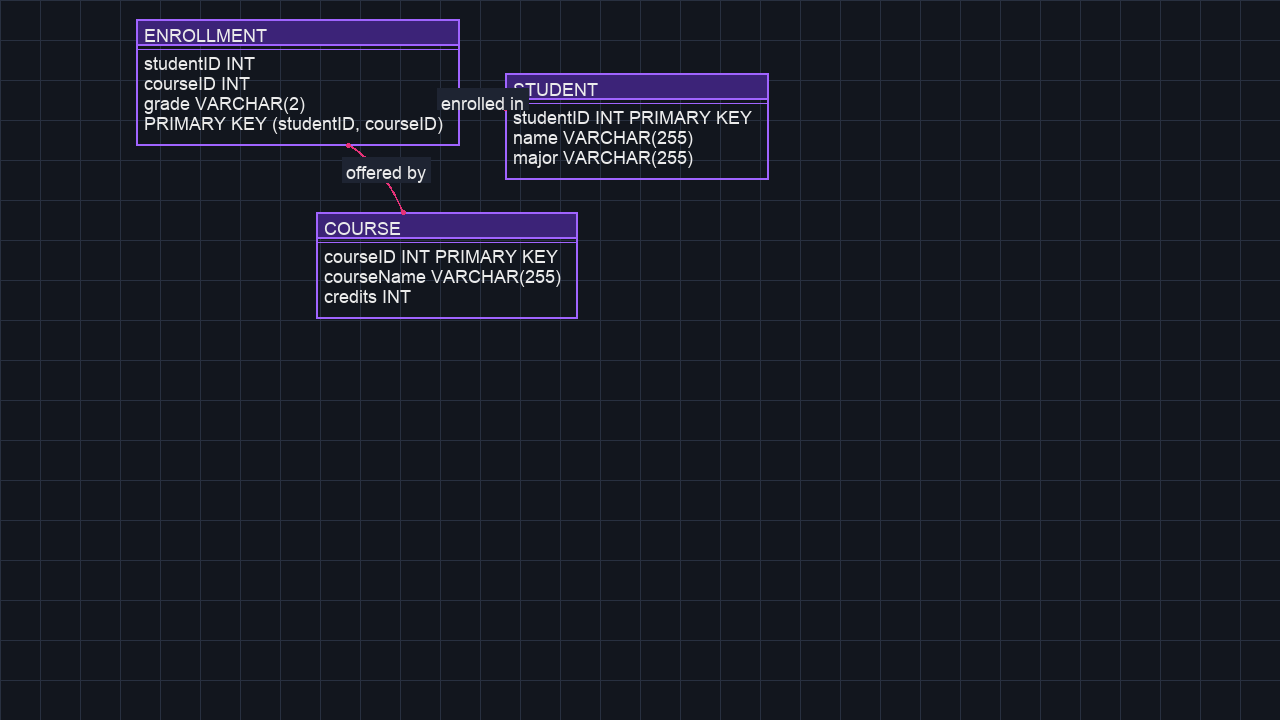 ENROLLMENT
studentID INT
courseID INT
grade VARCHAR(2)
PRIMARY KEY (studentID, courseID)
enrolled in
STUDENT
studentID INT PRIMARY KEY
name VARCHAR(255)
major VARCHAR(255)
offered by
COURSE
courseID INT PRIMARY KEY
courseName VARCHAR(255)
credits INT